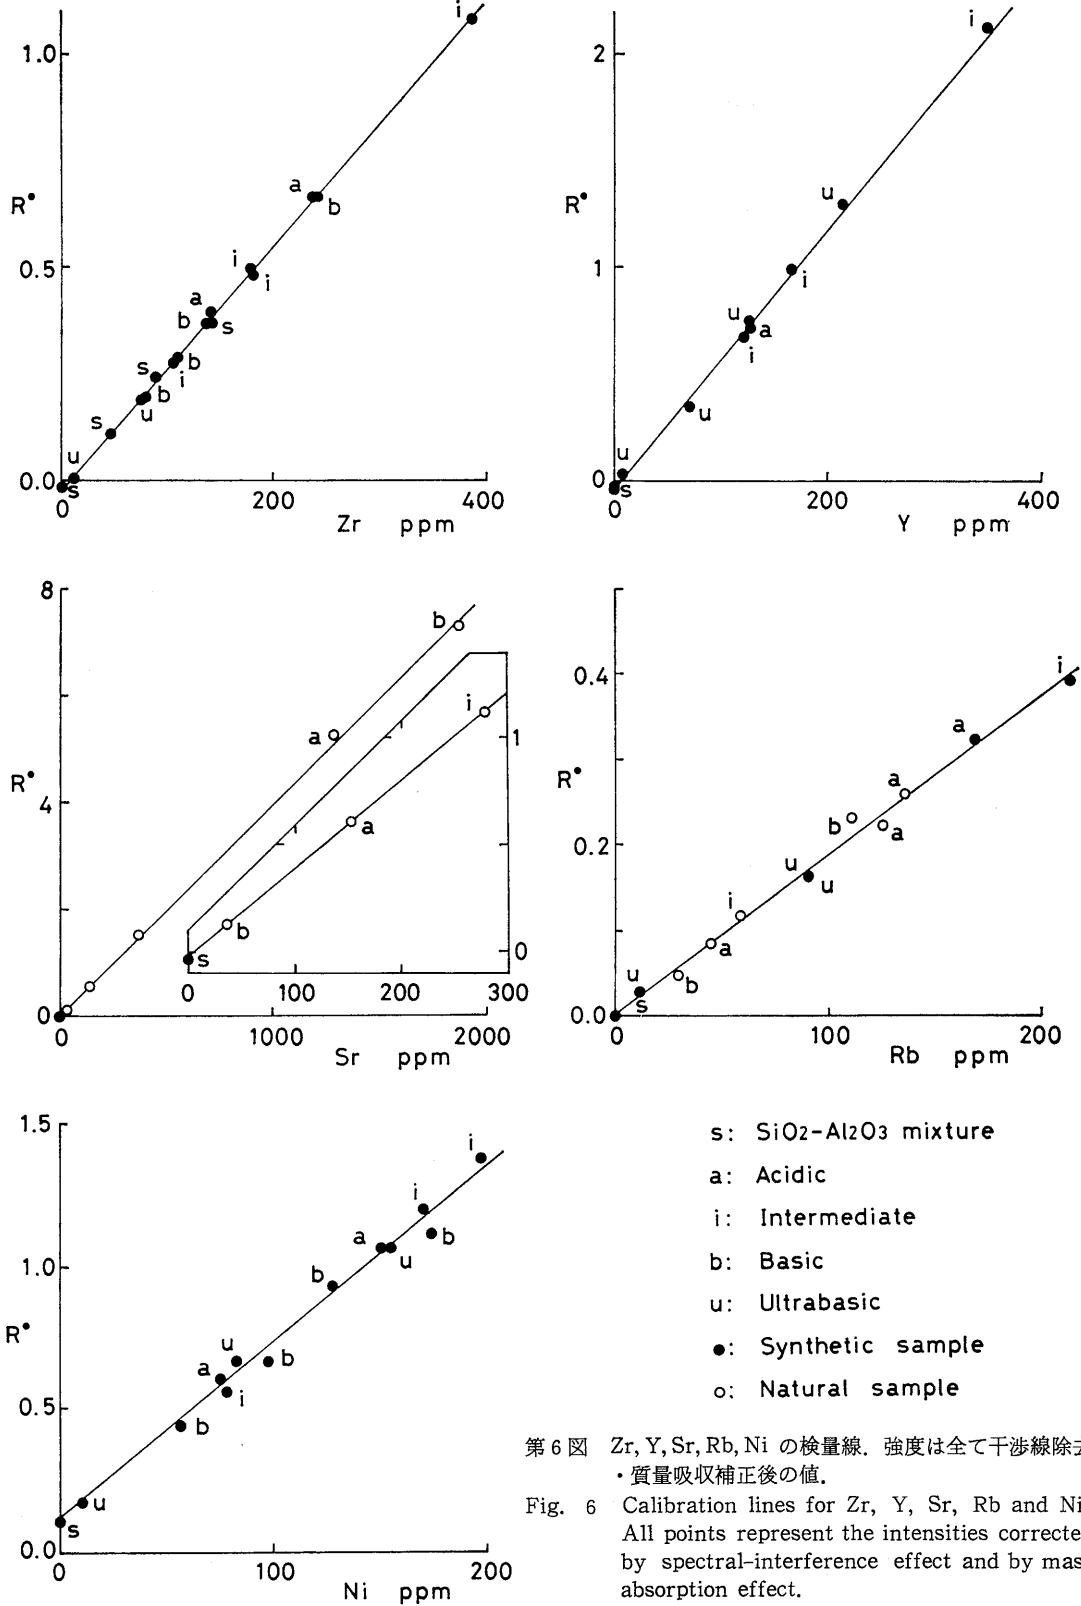 i
1.0
a
R•
b
0.5
i
i
a
b
s
b
s
i
b
u
s
u
0.0
s
0
200
400
Zr ppm
i
2
u
R•
1
i
u
a
i
u
u
0
s
0
200
400
Y ppm
8
b
i
a
1
R•
4
a
b
s
0
0
100
200
300
0
0
1000
2000
Sr ppm
i
0.4
a
R•
a
b
a
0.2
u
u
i
a
u
b
s
0.0
0
100
200
Rb ppm
1.5
i
i
b
a
u
1.0
b
R•
u
b
a
i
0.5
b
u
s
0.0
0
100
200
Ni ppm
s: SiO2-Al2O3 mixture
a: Acidic
i: Intermediate
b: Basic
u: Ultrabasic
●: Synthetic sample
○: Natural sample
第6図 Zr, Y, Sr, Rb, Ni の検量線. 強度は全て干渉線除去
・質量吸収補正後の値.
Fig. 6 Calibration lines for Zr, Y, Sr, Rb and Ni
All points represent the intensities correcte
by spectral-interference effect and by mas
absorption effect.